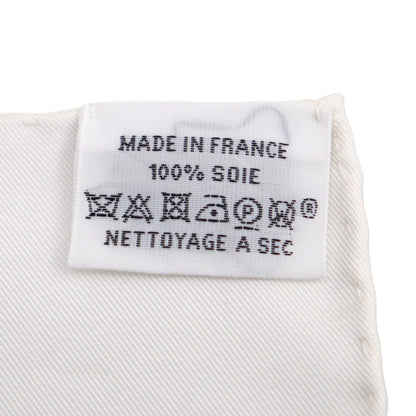 MADE IN FRANCE
100% SOIE
P W ®
NETTOYAGE A SEC